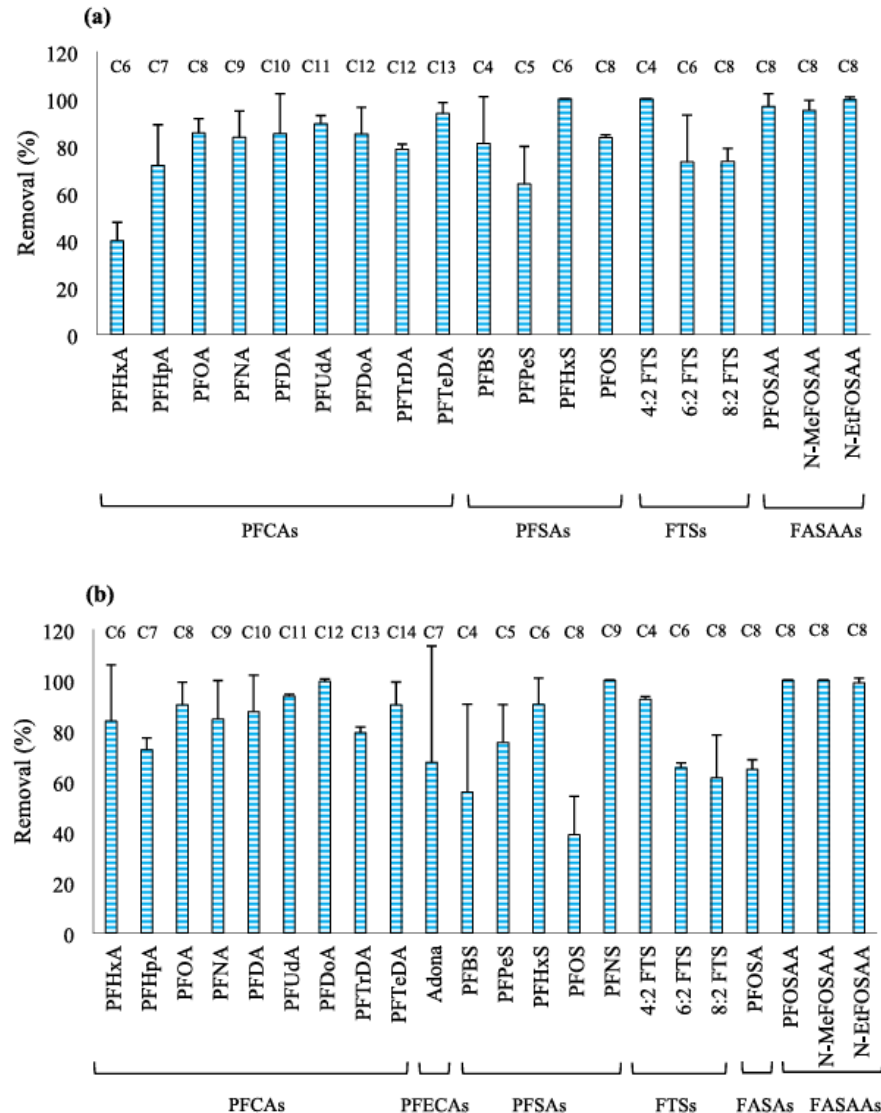 (a)
120
100
80
60
40
20
0
Removal (%)
C6 C7 C8 C9 C10 C11 C12 C12 C13 C4 C5 C6 C8 C4 C6 C8 C8 C8 C8
PFHxA PFHpA PFOA PFNA PFDA PFUdA PFDoA PFTrDA PFTeDA PFBS PFPeS PFHxS PFOS 4:2 FTS 6:2 FTS 8:2 FTS PFOSAA N-MeFOSAA N-EtFOSAA
PFCAs PFSAs FTSs FASAAs
(b)
120
100
80
60
40
20
0
Removal (%)
C6 C7 C8 C9 C10 C11 C12 C13 C14 C7 C4 C5 C6 C8 C9 C4 C6 C8 C8 C8 C8 C8
PFHxA PFHpA PFOA PFNA PFDA PFUdA PFDoA PFTrDA PFTeDA Adona PFBS PFPeS PFHxS PFOS PFNS 4:2 FTS 6:2 FTS 8:2 FTS PFOSA PFOSAA N-MeFOSAA N-EtFOSAA
PFCAs PFECAs PFSAs FTSs FASAs FASAAs